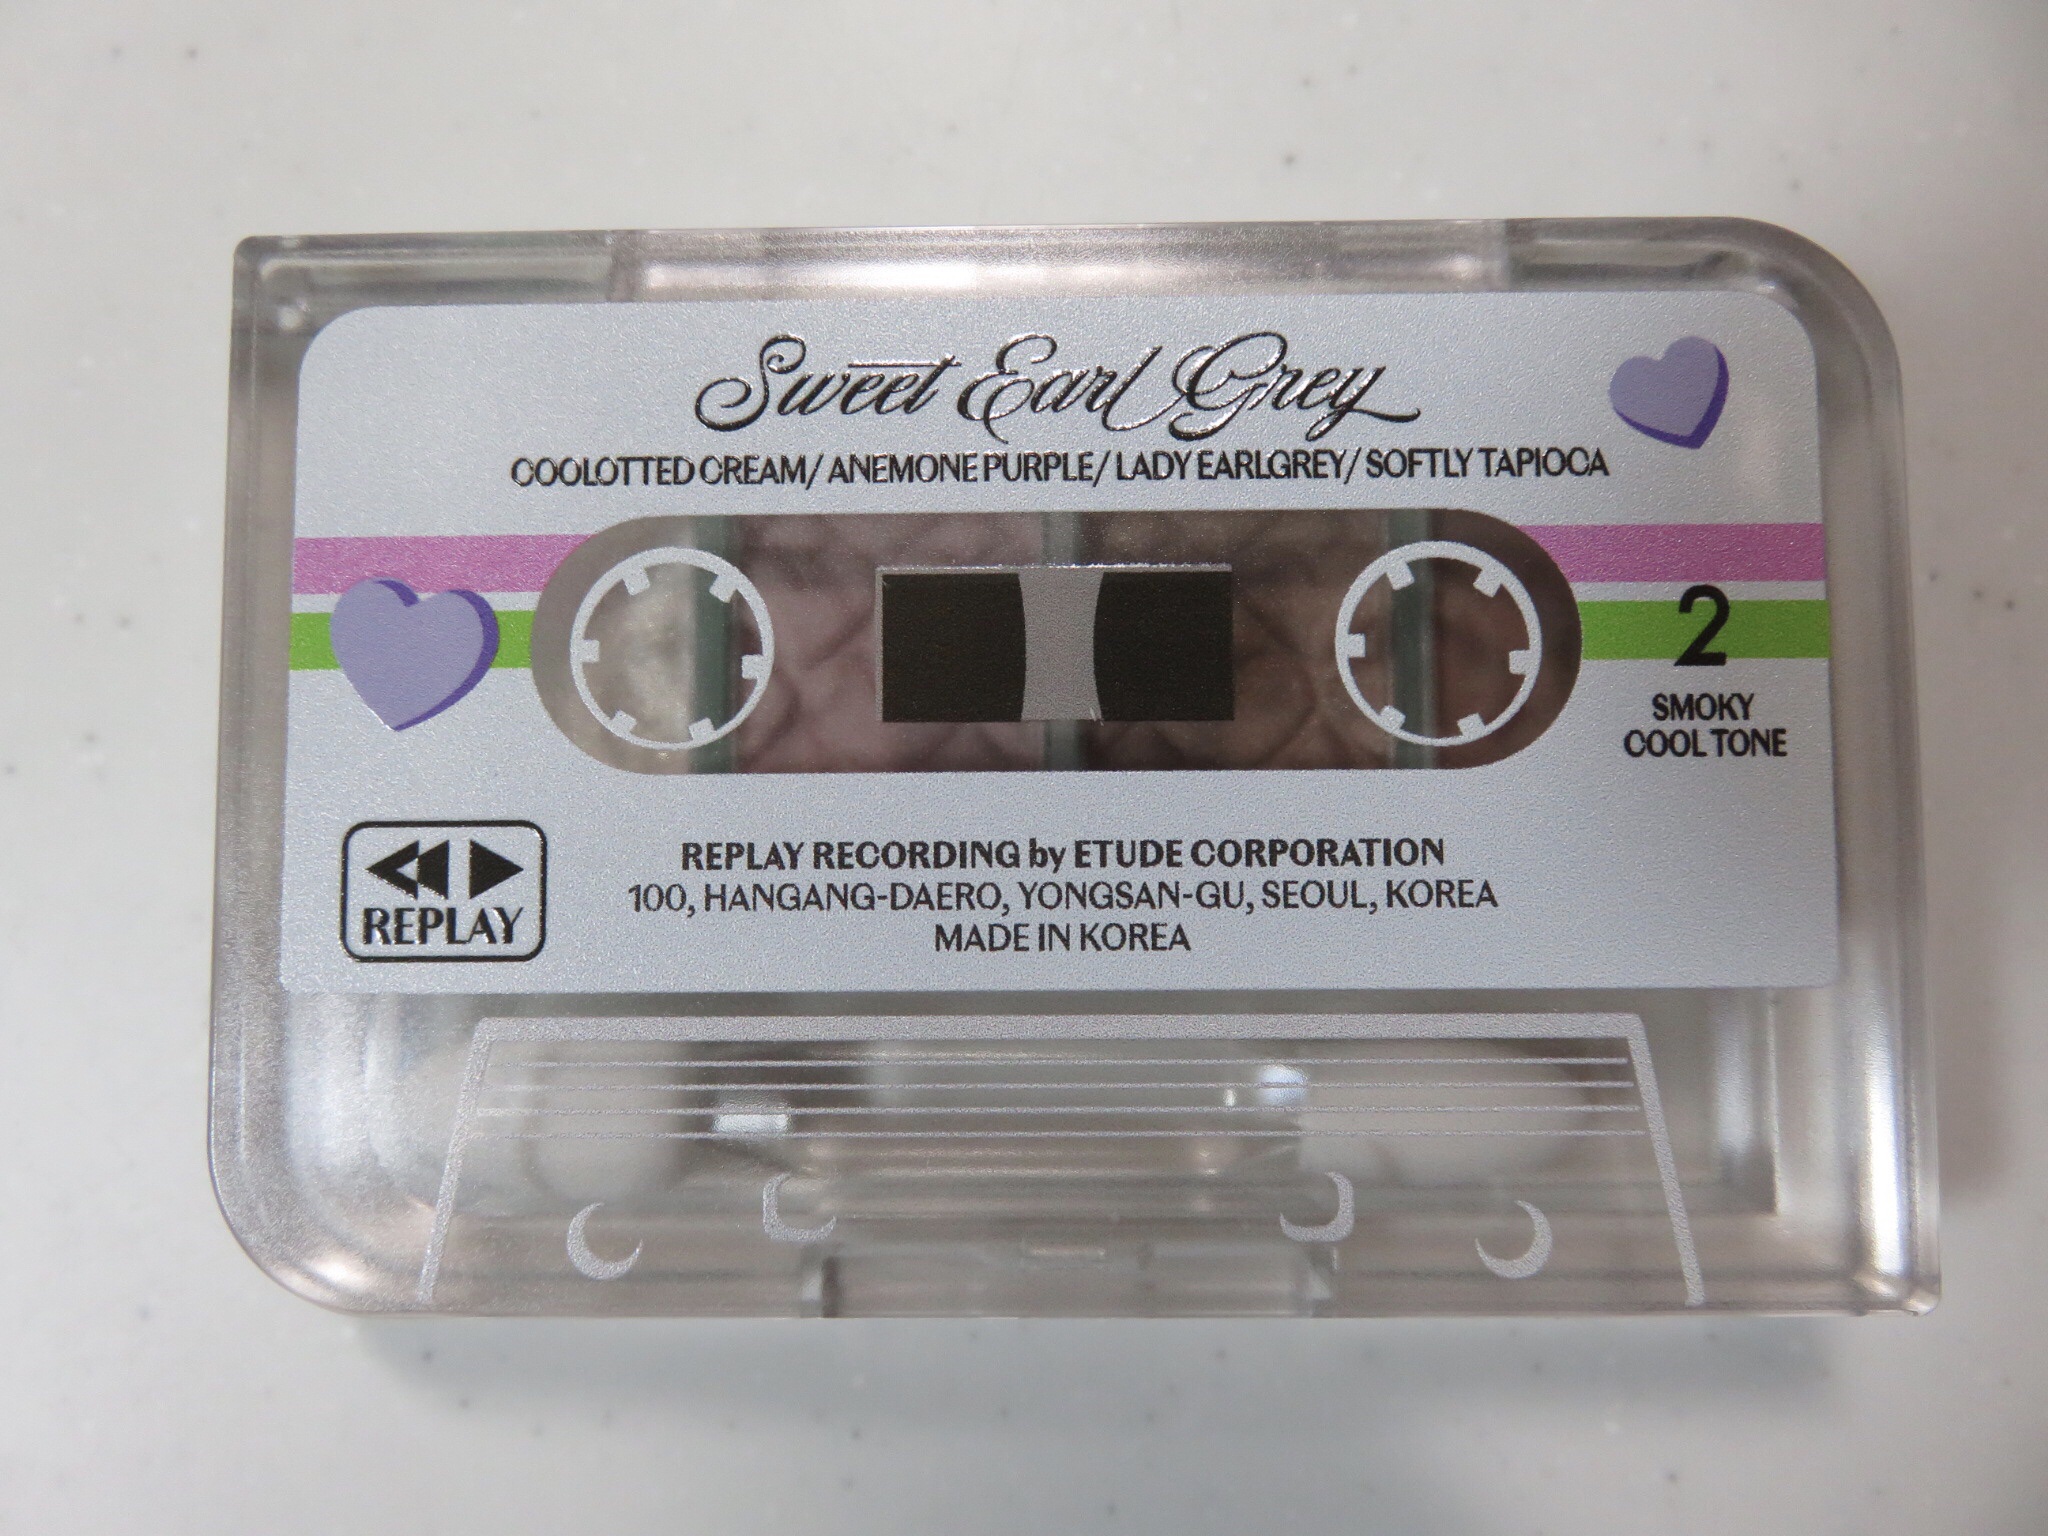 Sweet Earl Grey
COOLOTTED CREAM/ ANEMONE PURPLE/ LADY EARLGREY/ SOFTLY TAPIOCA
2
SMOKY
COOL TONE
REPLAY
REPLAY RECORDING by ETUDE CORPORATION
100, HANGANG-DAERO, YONGSAN-GU, SEOUL, KOREA
MADE IN KOREA